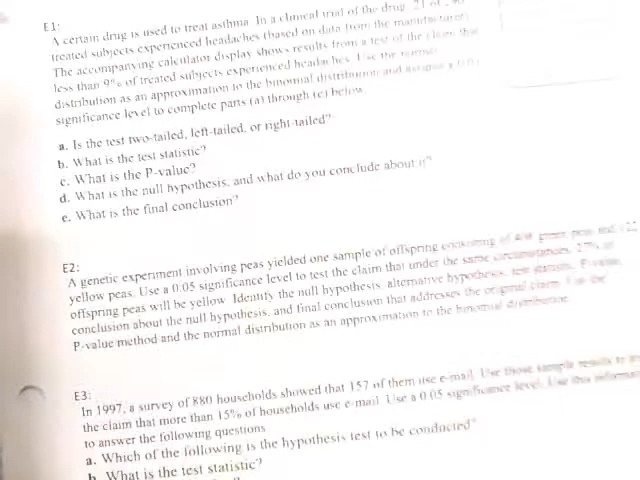 E1:
A certain drug is used to treat asthma. In a clinical trial of the drug, 21 of
treated subjects experienced headaches (based on data from the manufacturer).
The accompanying calculator display shows results from a test of the claim that
less than 9% of treated subjects experienced headaches. Use the normal
distribution as an approximation to the binomial distribution and assume a
significance level to complete parts (a) through (e) below.
a. Is the test two-tailed, left-tailed, or right-tailed?
b. What is the test statistic?
c. What is the P-value?
d. What is the null hypothesis, and what do you conclude about it?
e. What is the final conclusion?
E2:
A genetic experiment involving peas yielded one sample of offspring consisting of green peas and
yellow peas. Use a 0.05 significance level to test the claim that under the same circumstances, 27% of
offspring peas will be yellow. Identify the null hypothesis, alternative hypothesis, test statistic, P-value,
conclusion about the null hypothesis, and final conclusion that addresses the original claim. Use the
P-value method and the normal distribution as an approximation to the binomial distribution.
E3:
In 1997, a survey of 880 households showed that 157 of them use e-mail. Use those sample results to
the claim that more than 15% of households use e-mail. Use a 0.05 significance level. Use this
to answer the following questions.
a. Which of the following is the hypothesis test to be conducted?
b. What is the test statistic?